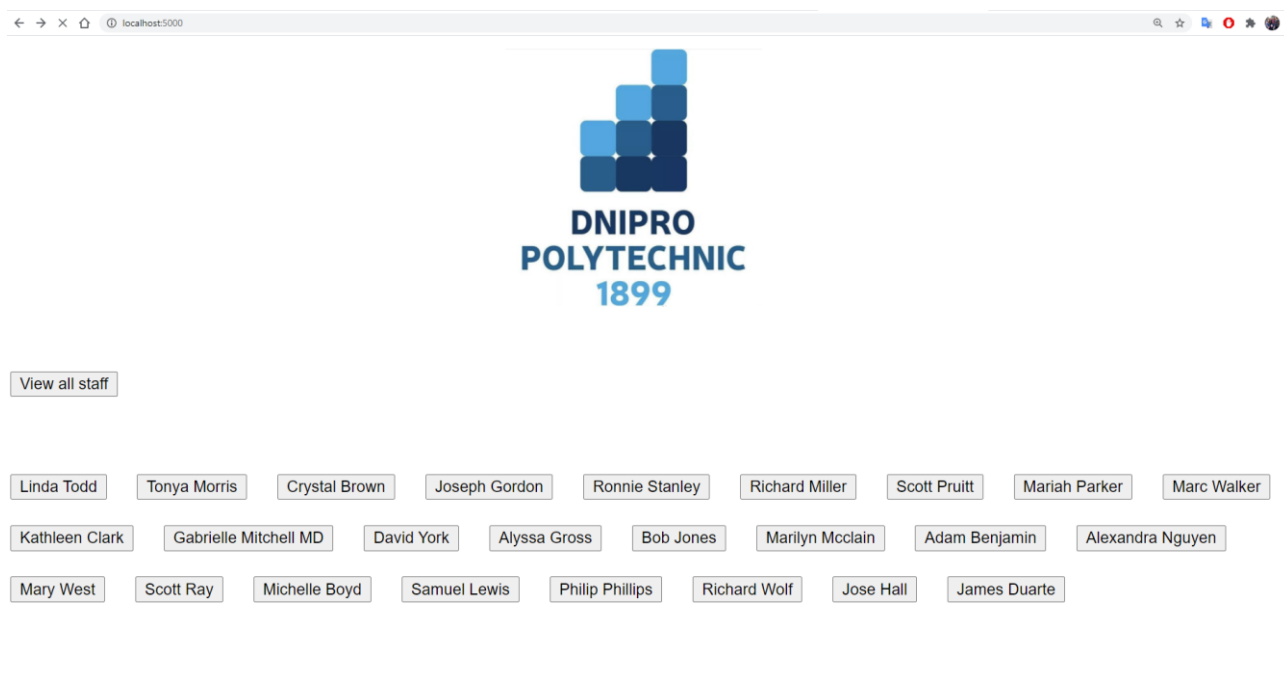 localhost:5000
DNIPRO
POLYTECHNIC
1899
View all staff
Linda Todd Tonya Morris Crystal Brown Joseph Gordon Ronnie Stanley Richard Miller Scott Pruitt Mariah Parker Marc Walker
Kathleen Clark Gabrielle Mitchell MD David York Alyssa Gross Bob Jones Marilyn Mcclain Adam Benjamin Alexandra Nguyen
Mary West Scott Ray Michelle Boyd Samuel Lewis Philip Phillips Richard Wolf Jose Hall James Duarte